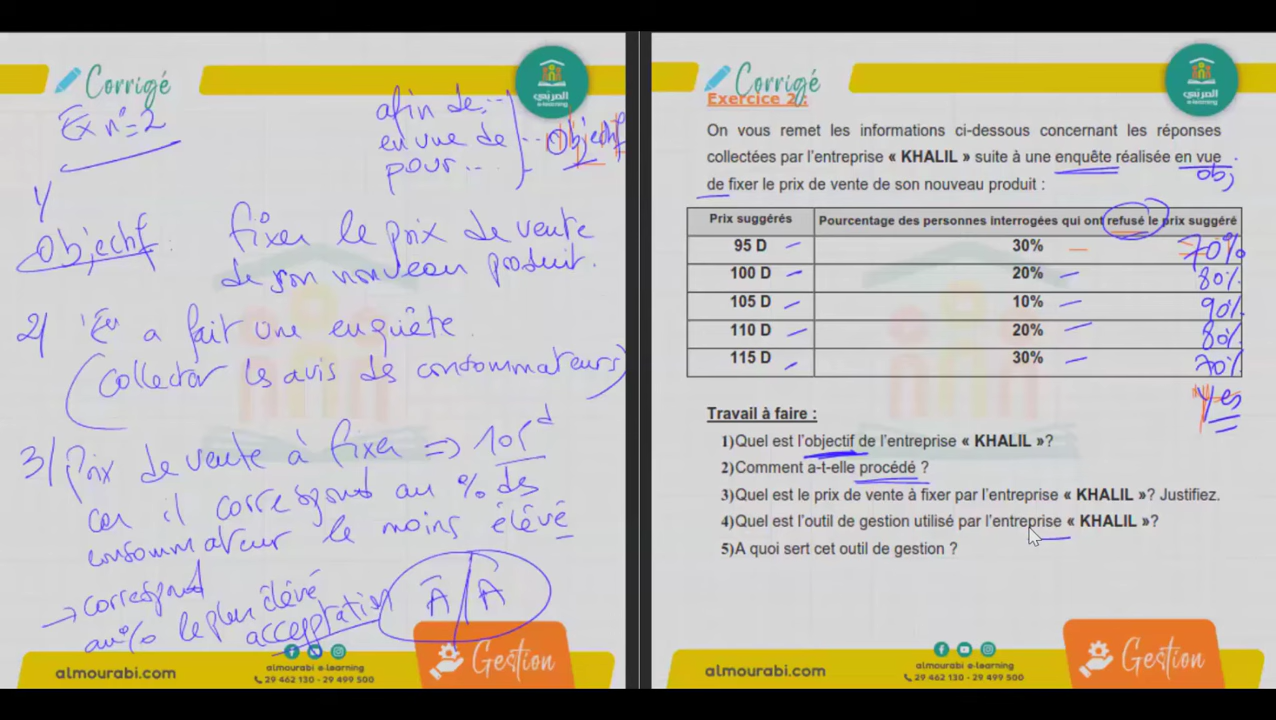 Corrigé
المربي
e-learning
Ex n°=2
afin de...
en vue de
pour...
... Objectif
1/
Objectif : fixer le prix de vente
de son nouveau produit.
2/ a fait une enquête
(Collecter les avis des consommateurs)
3/ Prix de vente à fixer => 105 d
car il correspond au % des
consommateur le moins élevé
→ correspond
au % le plus élevé
acceptation
A / A
Gestion
almourabi.com
almourabi e-learning
29 462 130 - 29 499 500
Corrigé
المربي
e-learning
Exercice 2 :
On vous remet les informations ci-dessous concernant les réponses
collectées par l'entreprise « KHALIL » suite à une enquête réalisée en vue
obj
de fixer le prix de vente de son nouveau produit :
Prix suggérés Pourcentage des personnes interrogées qui ont refusé le prix suggéré
95 D 30% 70%
100 D 20% 80%
105 D 10% 90%
110 D 20% 80%
115 D 30% 70%
Yes
Travail à faire :
1)Quel est l'objectif de l'entreprise « KHALIL »?
2)Comment a-t-elle procédé ?
3)Quel est le prix de vente à fixer par l'entreprise « KHALIL »? Justifiez.
4)Quel est l'outil de gestion utilisé par l'entreprise « KHALIL »?
5)A quoi sert cet outil de gestion ?
Gestion
almourabi.com
almourabi e-learning
29 462 130 - 29 499 500